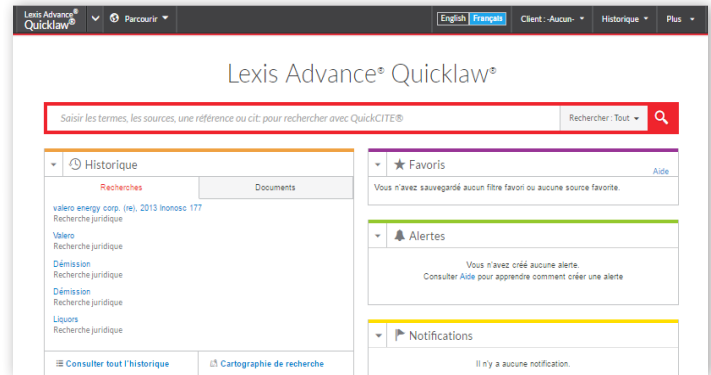 Lexis Advance®
Quicklaw®
Parcourir
English Français
Client : -Aucun-
Historique
Plus
Lexis Advance® Quicklaw®
Saisir les termes, les sources, une référence ou cit: pour rechercher avec QuickCITE®
Rechercher : Tout
Historique
Recherches
Documents
valero energy corp. (re), 2013 lnonosc 177
Recherche juridique
Valero
Recherche juridique
Démission
Recherche juridique
Démission
Recherche juridique
Liquors
Recherche juridique
Consulter tout l'historique
Cartographie de recherche
Favoris
Aide
Vous n'avez sauvegardé aucun filtre favori ou aucune source favorite.
Alertes
Vous n'avez créé aucune alerte.
Consulter Aide pour apprendre comment créer une alerte
Notifications
Il n'y a aucune notification.